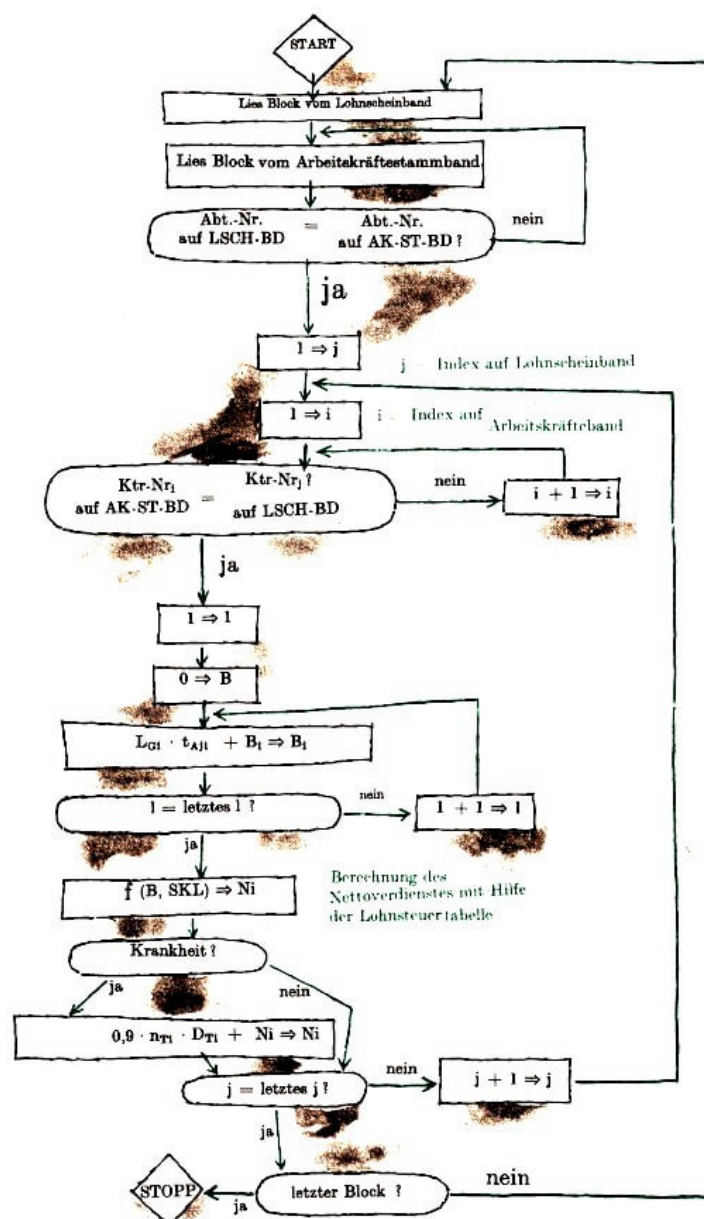 START
Lies Block vom Lohnscheinband
Lies Block vom Arbeitskräftestammband
Abt.-Nr. = Abt.-Nr.
auf LSCH-BD auf AK-ST-BD ?
nein
ja
1 ⇒ j
j – Index auf Lohnscheinband
1 ⇒ i
i – Index auf
Arbeitskräfteband
Ktr-Nri = Ktr-Nrj ?
auf AK-ST-BD auf LSCH-BD
nein
i + 1 ⇒ i
ja
1 ⇒ l
0 ⇒ B
LGl · tAjl + Bi ⇒ Bi
l = letztes l ?
nein
l + 1 ⇒ l
ja
f (B, SKL) ⇒ Ni
Berechnung des
Nettoverdienstes mit Hilfe
der Lohnsteuertabelle
Krankheit ?
ja
nein
0,9 · nTi · DTi + Ni ⇒ Ni
j = letztes j ?
nein
j + 1 ⇒ j
ja
letzter Block ?
nein
ja
STOPP